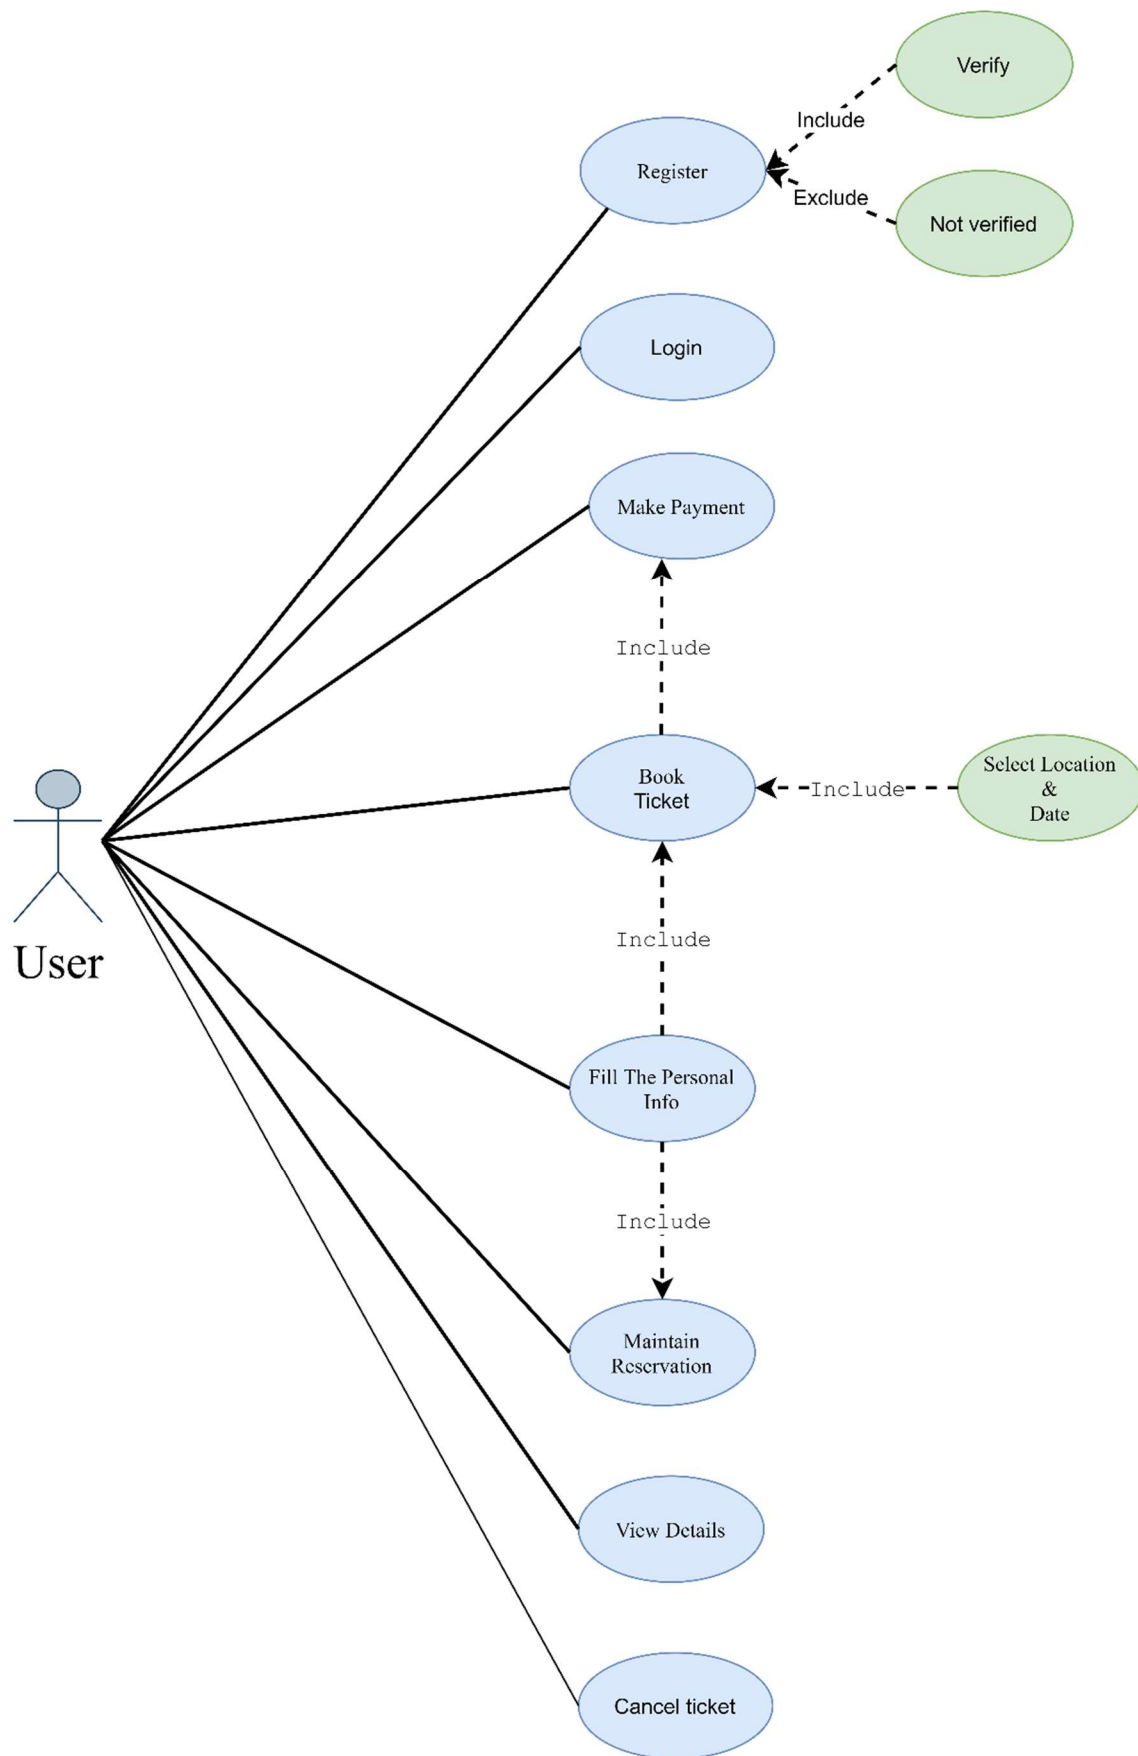 Verify
Include
Register
Exclude
Not verified
Login
Make Payment
Include
Book
Ticket
Include
Select Location
&
Date
Include
User
Fill The Personal
Info
Include
Maintain
Reservation
View Details
Cancel ticket